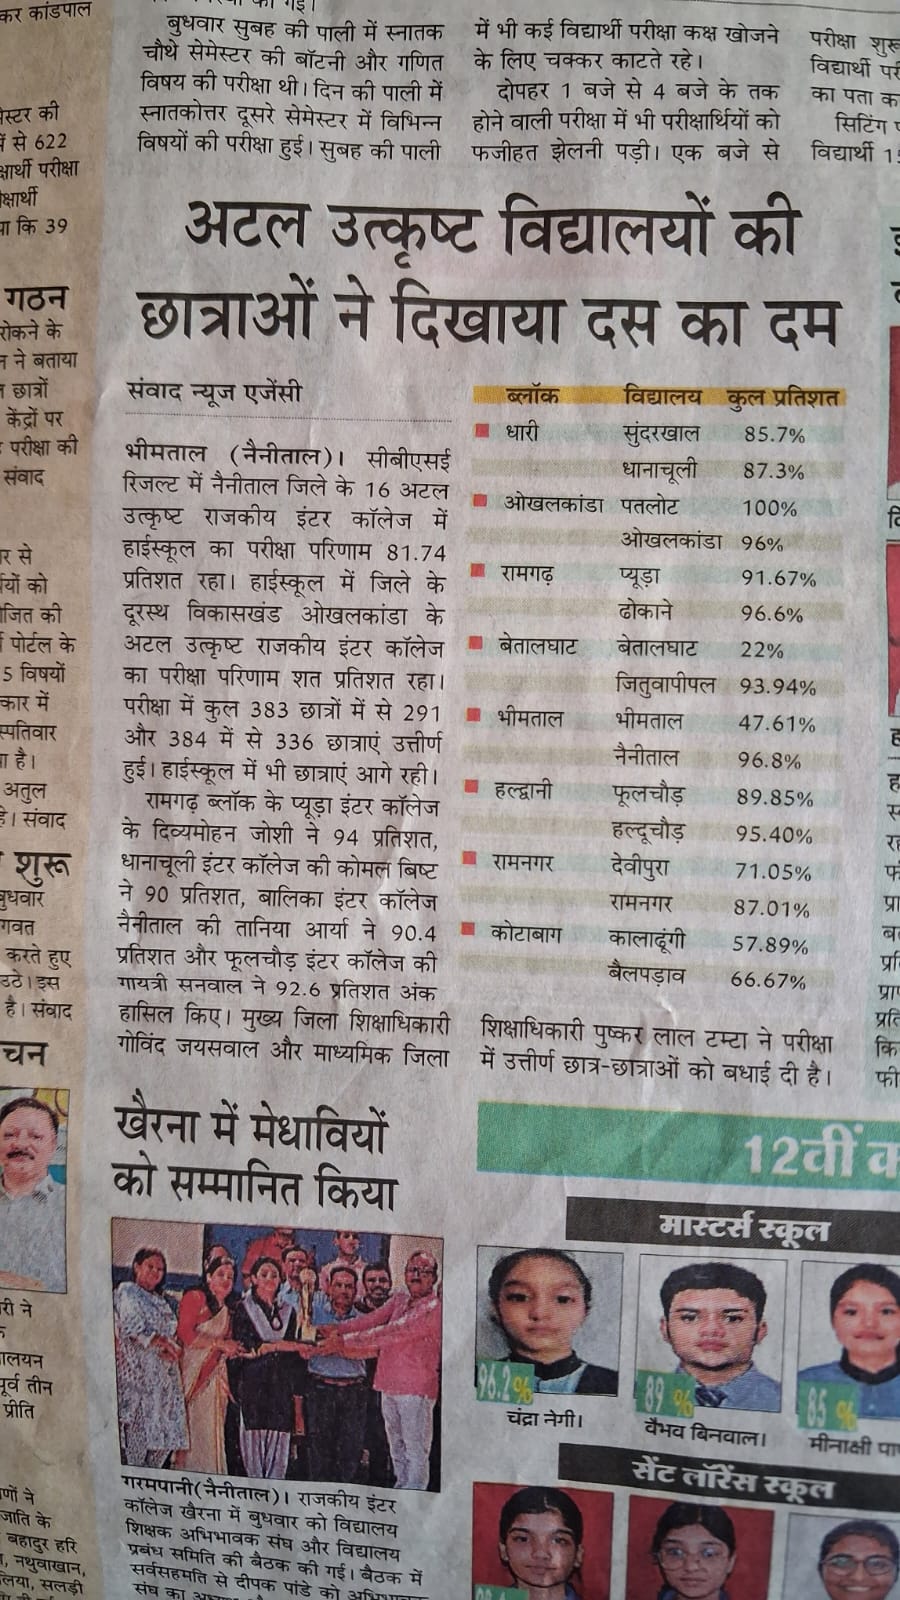 कर कांडपाल
स्टर की
में से 622
क्षार्थी परीक्षा
क्षार्थी
या कि 39
गठन
रोकने के
न ने बताया
छात्रों
केंद्रों पर
परीक्षा की
संवाद
र से
यों को
जित की
पोर्टल के
5 विषयों
कार में
स्पतिवार
या है।
अतुल
है। संवाद
शुरू
बुधवार
गवत
करते हुए
उठे। इस
है। संवाद
चन
री ने
ालयन
पूर्व तीन
प्रीति
णों ने
जाति के
बहादुर हरि
, नथुवाखान,
लिया, सलड़ी
बुधवार सुबह की पाली में स्नातक
चौथे सेमेस्टर की बॉटनी और गणित
विषय की परीक्षा थी। दिन की पाली में
स्नातकोत्तर दूसरे सेमेस्टर में विभिन्न
विषयों की परीक्षा हुई। सुबह की पाली
में भी कई विद्यार्थी परीक्षा कक्ष खोजने
के लिए चक्कर काटते रहे।
दोपहर 1 बजे से 4 बजे के तक
होने वाली परीक्षा में भी परीक्षार्थियों को
फजीहत झेलनी पड़ी। एक बजे से
परीक्षा शुरू
विद्यार्थी परी
का पता क
सिटिंग
विद्यार्थी
अटल उत्कृष्ट विद्यालयों की
छात्राओं ने दिखाया दस का दम
संवाद न्यूज एजेंसी
भीमताल (नैनीताल)। सीबीएसई
रिजल्ट में नैनीताल जिले के 16 अटल
उत्कृष्ट राजकीय इंटर कॉलेज में
हाईस्कूल का परीक्षा परिणाम 81.74
प्रतिशत रहा। हाईस्कूल में जिले के
दूरस्थ विकासखंड ओखलकांडा के
अटल उत्कृष्ट राजकीय इंटर कॉलेज
का परीक्षा परिणाम शत प्रतिशत रहा।
परीक्षा में कुल 383 छात्रों में से 291
और 384 में से 336 छात्राएं उत्तीर्ण
हुई। हाईस्कूल में भी छात्राएं आगे रही।
रामगढ़ ब्लॉक के प्यूड़ा इंटर कॉलेज
के दिव्यमोहन जोशी ने 94 प्रतिशत,
धानाचूली इंटर कॉलेज की कोमल बिष्ट
ने 90 प्रतिशत, बालिका इंटर कॉलेज
नैनीताल की तानिया आर्या ने 90.4
प्रतिशत और फूलचौड़ इंटर कॉलेज की
गायत्री सनवाल ने 92.6 प्रतिशत अंक
हासिल किए। मुख्य जिला शिक्षाधिकारी
गोविंद जयसवाल और माध्यमिक जिला
ब्लॉक विद्यालय कुल प्रतिशत
धारी सुंदरखाल 85.7%
धानाचूली 87.3%
ओखलकांडा पतलोट 100%
ओखलकांडा 96%
रामगढ़ प्यूड़ा 91.67%
ढोकाने 96.6%
बेतालघाट बेतालघाट 22%
जितुवापीपल 93.94%
भीमताल भीमताल 47.61%
नैनीताल 96.8%
हल्द्वानी फूलचौड़ 89.85%
हल्दूचौड़ 95.40%
रामनगर देवीपुरा 71.05%
रामनगर 87.01%
कोटाबाग कालाढूंगी 57.89%
बैलपड़ाव 66.67%
शिक्षाधिकारी पुष्कर लाल टम्टा ने परीक्षा
में उत्तीर्ण छात्र-छात्राओं को बधाई दी है।
खैरना में मेधावियों
को सम्मानित किया
गरमपानी(नैनीताल)। राजकीय इंटर
कॉलेज खैरना में बुधवार को विद्यालय
शिक्षक अभिभावक संघ और विद्यालय
प्रबंध समिति की बैठक की गई। बैठक में
सर्वसहमति से दीपक पांडे को अभिभावक
संघ का
12वीं क
मास्टर्स स्कूल
96.2%
89 %
85 %
चंद्रा नेगी।
वैभव बिनवाल।
मीनाक्षी पा
सेंट लॉरेंस स्कूल